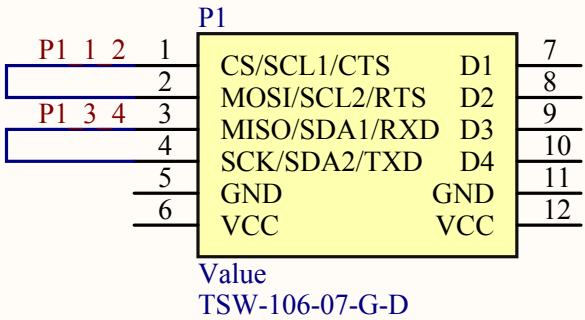 P1
P1_1_2 1 CS/SCL1/CTS D1 7
2 MOSI/SCL2/RTS D2 8
P1_3_4 3 MISO/SDA1/RXD D3 9
4 SCK/SDA2/TXD D4 10
5 GND GND 11
6 VCC VCC 12
Value
TSW-106-07-G-D